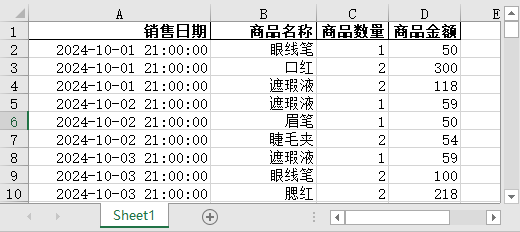 A B C D E
1 销售日期 商品名称 商品数量 商品金额
2 2024-10-01 21:00:00 眼线笔 1 50
3 2024-10-01 21:00:00 口红 2 300
4 2024-10-01 21:00:00 遮瑕液 2 118
5 2024-10-02 21:00:00 遮瑕液 1 59
6 2024-10-02 21:00:00 眉笔 1 50
7 2024-10-02 21:00:00 睫毛夹 2 54
8 2024-10-03 21:00:00 遮瑕液 1 59
9 2024-10-03 21:00:00 眼线笔 2 100
10 2024-10-03 21:00:00 腮红 2 218
Sheet1